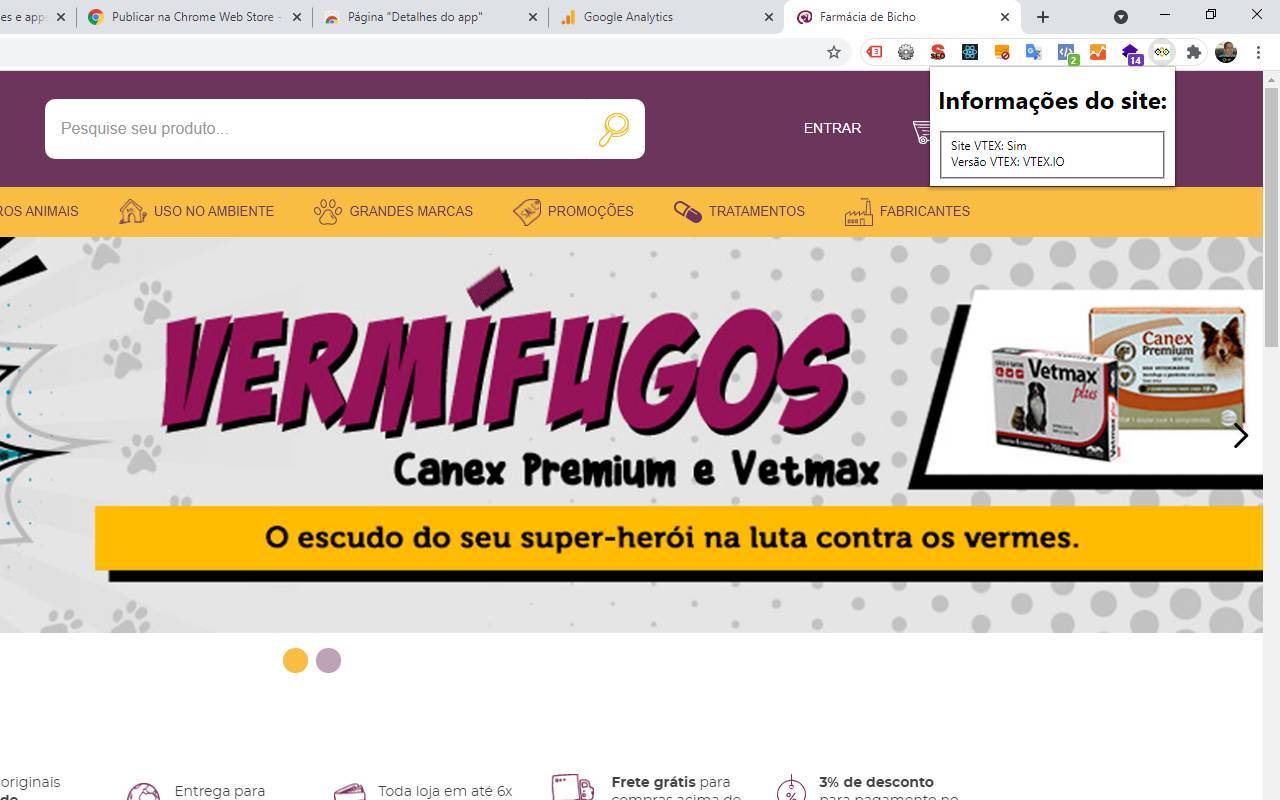 es e apps
Publicar na Chrome Web Store -
Página "Detalhes do app"
Google Analytics
Farmácia de Bicho
3
SEO
2
14
Informações do site:
Site VTEX: Sim
Versão VTEX: VTEX.IO
Pesquise seu produto...
ENTRAR
ROS ANIMAIS
USO NO AMBIENTE
GRANDES MARCAS
SALE
PROMOÇÕES
TRATAMENTOS
FABRICANTES
VERMÍFUGOS
Canex Premium e Vetmax
Canex
Premium
Vetmax
plus
O escudo do seu super-herói na luta contra os vermes.
originais
Entrega para
Toda loja em até 6x
Frete grátis para
compras acima de
3% de desconto
para pagamento no